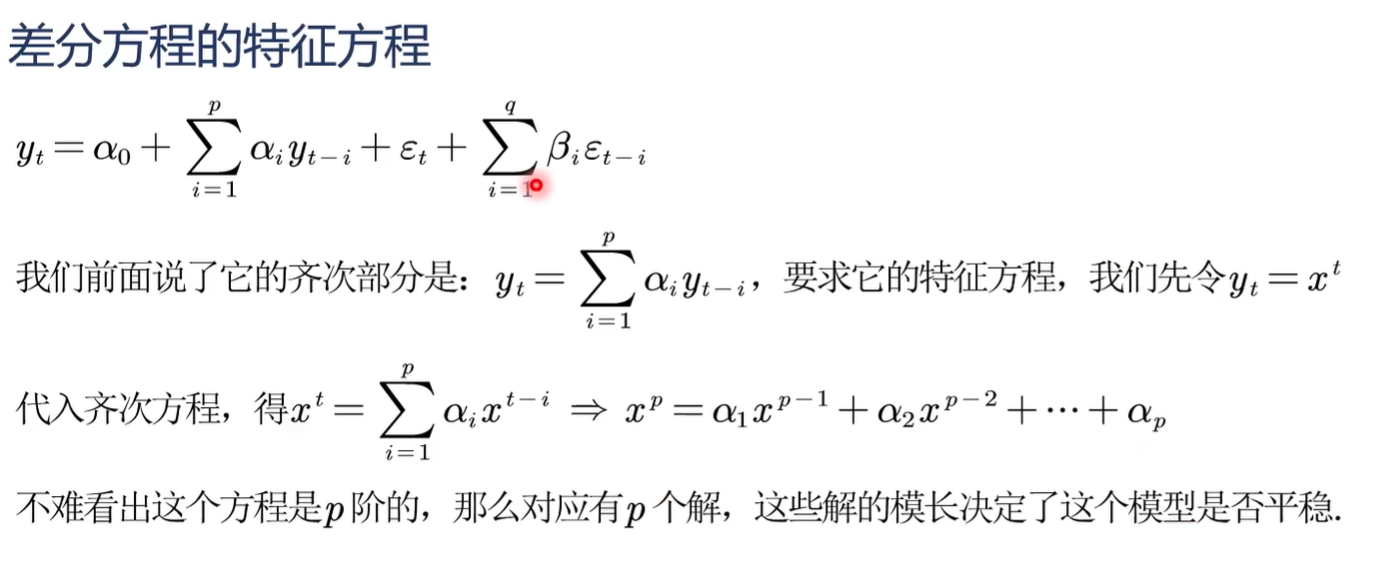 差分方程的特征方程
$y_t = \alpha_0 + \sum_{i=1}^{p} \alpha_i y_{t-i} + \varepsilon_t + \sum_{i=1}^{q} \beta_i \varepsilon_{t-i}$
我们前面说了它的齐次部分是：$y_t = \sum_{i=1}^{p} \alpha_i y_{t-i}$，要求它的特征方程，我们先令$y_t = x^t$
代入齐次方程，得$x^t = \sum_{i=1}^{p} \alpha_i x^{t-i} \Rightarrow x^p = \alpha_1 x^{p-1} + \alpha_2 x^{p-2} + \cdots + \alpha_p$
不难看出这个方程是$p$阶的，那么对应有$p$个解，这些解的模长决定了这个模型是否平稳.